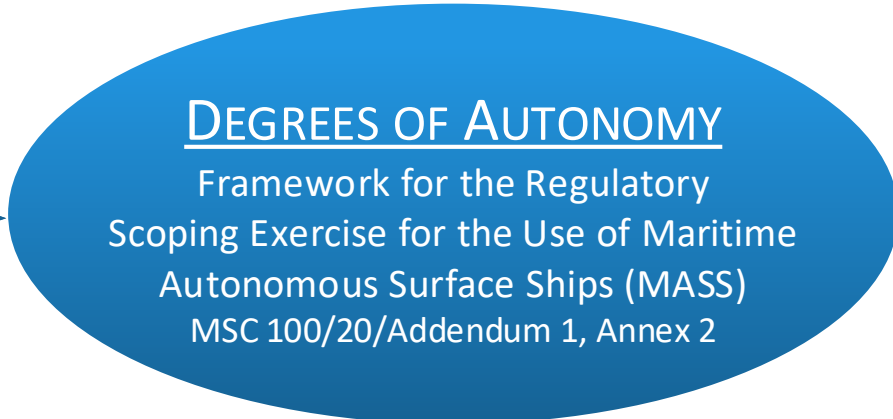 DEGREES OF AUTONOMY
Framework for the Regulatory
Scoping Exercise for the Use of Maritime
Autonomous Surface Ships (MASS)
MSC 100/20/Addendum 1, Annex 2